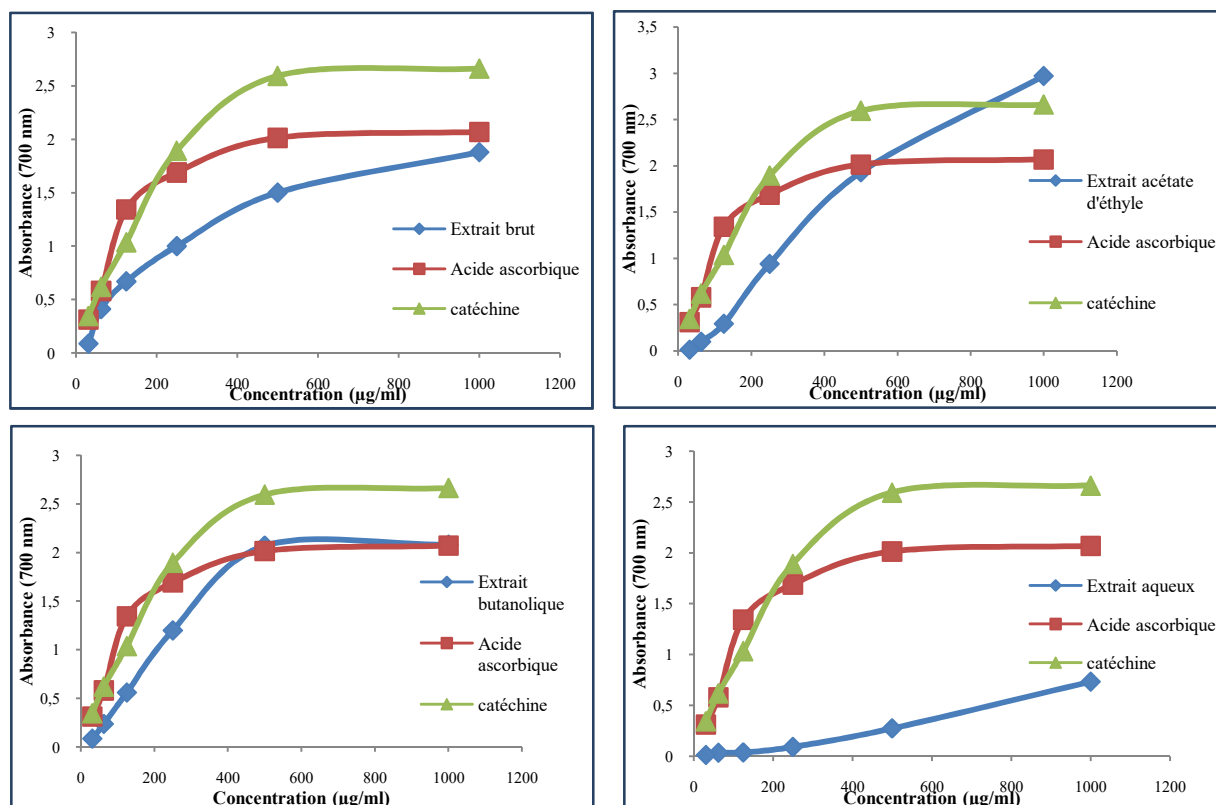 3
2,5
2
1,5
1
0,5
0
Absorbance (700 nm)
0
200
400
600
800
1000
1200
Concentration (µg/ml)
Extrait brut
Acide ascorbique
catéchine
3,5
3
2,5
2
1,5
1
0,5
0
Absorbance (700 nm)
0
200
400
600
800
1000
1200
Concentration (µg/ml)
Extrait acétate
d'éthyle
Acide ascorbique
catéchine
3
2,5
2
1,5
1
0,5
0
Absorbance (700 nm)
0
200
400
600
800
1000
1200
Concentration (µg/ml)
Extrait
butanolique
Acide
ascorbique
catéchine
3
2,5
2
1,5
1
0,5
0
Absorbance (700 nm)
0
200
400
600
800
1000
1200
Concentration (µg/ml)
Extrait aqueux
Acide ascorbique
catéchine